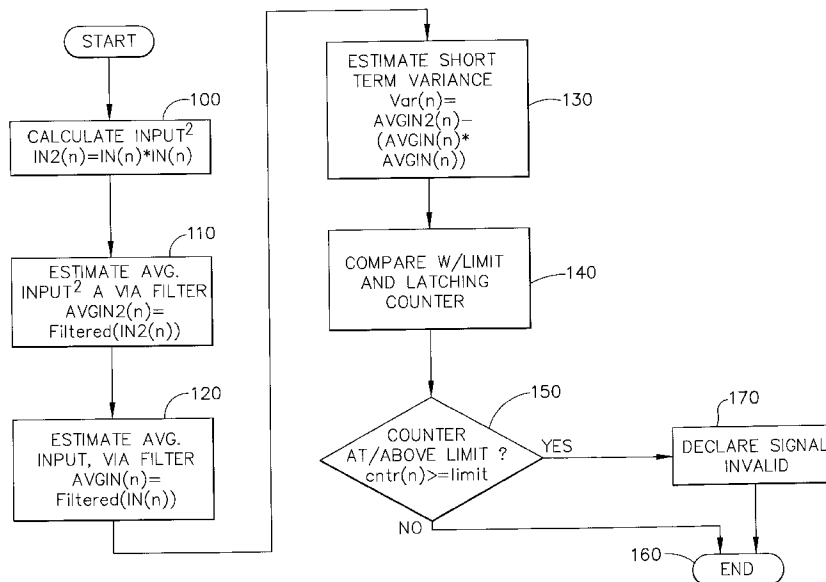 START
100
CALCULATE INPUT²
IN2(n)=IN(n)*IN(n)
110
ESTIMATE AVG.
INPUT² A VIA FILTER
AVGIN2(n)=
Filtered(IN2(n))
120
ESTIMATE AVG.
INPUT, VIA FILTER
AVGIN(n)=
Filtered(IN(n))
ESTIMATE SHORT
TERM VARIANCE
Var(n)=
AVGIN2(n)–
(AVGIN(n)*
AVGIN(n))
130
COMPARE W/LIMIT
AND LATCHING
COUNTER
140
150
COUNTER
AT/ABOVE LIMIT ?
cntr(n)>=limit
YES
NO
170
DECLARE SIGNAL
INVALID
160
END